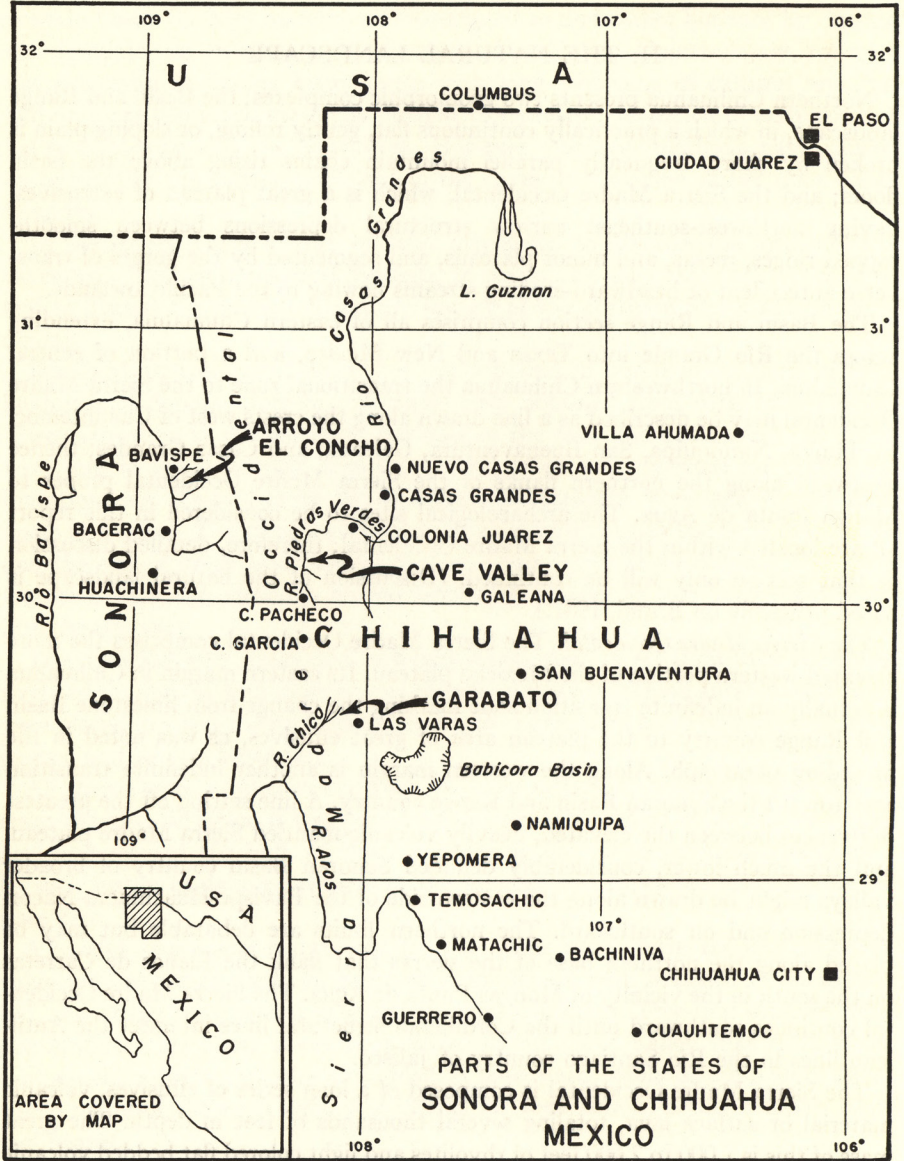 109° 108° 107° 106°
32° 32°
U S A
COLUMBUS
EL PASO
CIUDAD JUAREZ
Rio Casas Grandes
L. Guzman
31° 31°
VILLA AHUMADA
ARROYO
EL CONCHO
BAVISPE
NUEVO CASAS GRANDES
CASAS GRANDES
Rio Bavispe
BACERAC
R. Piedras Verdes
COLONIA JUAREZ
CAVE VALLEY
HUACHINERA
GALEANA
30° 30°
C. PACHECO
SONORA
CHIHUAHUA
C. GARCIA
SAN BUENAVENTURA
GARABATO
R. Chico
LAS VARAS
Babicora Basin
Sierra Madre Occidenta
NAMIQUIPA
R. Aros
YEPOMERA
109°
29°
TEMOSACHIC
107°
MATACHIC
BACHINIVA
CHIHUAHUA CITY
GUERRERO
CUAUHTEMOC
U S A
MEXICO
AREA COVERED
BY MAP
PARTS OF THE STATES OF
SONORA AND CHIHUAHUA
MEXICO
108° 106°